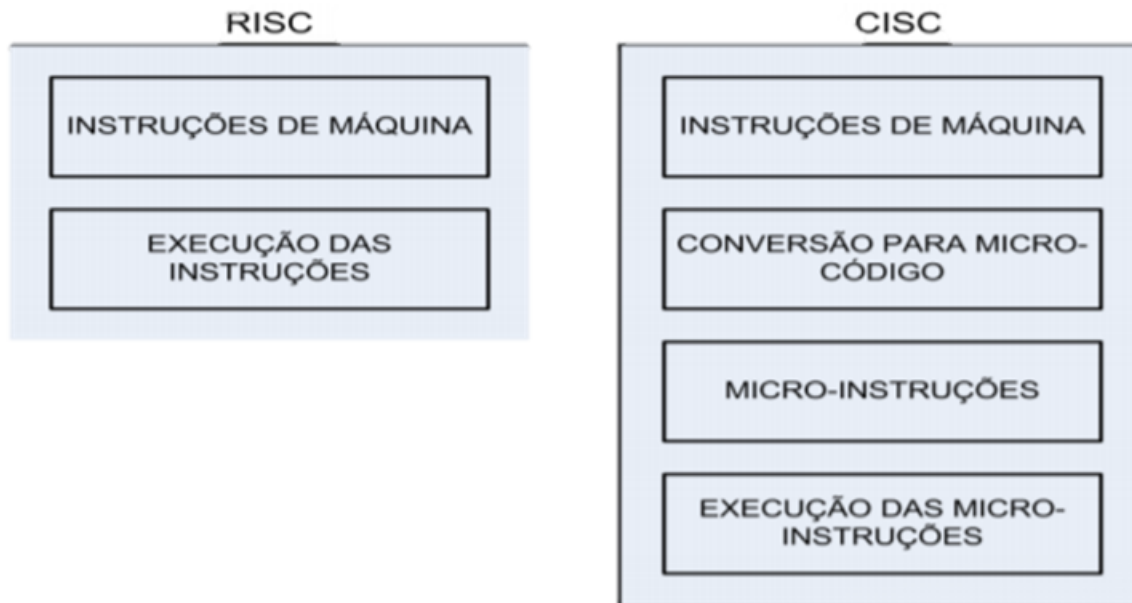 RISC
INSTRUÇÕES DE MÁQUINA
EXECUÇÃO DAS
INSTRUÇÕES
CISC
INSTRUÇÕES DE MÁQUINA
CONVERSÃO PARA MICRO-
CÓDIGO
MICRO-INSTRUÇÕES
EXECUÇÃO DAS MICRO-
INSTRUÇÕES